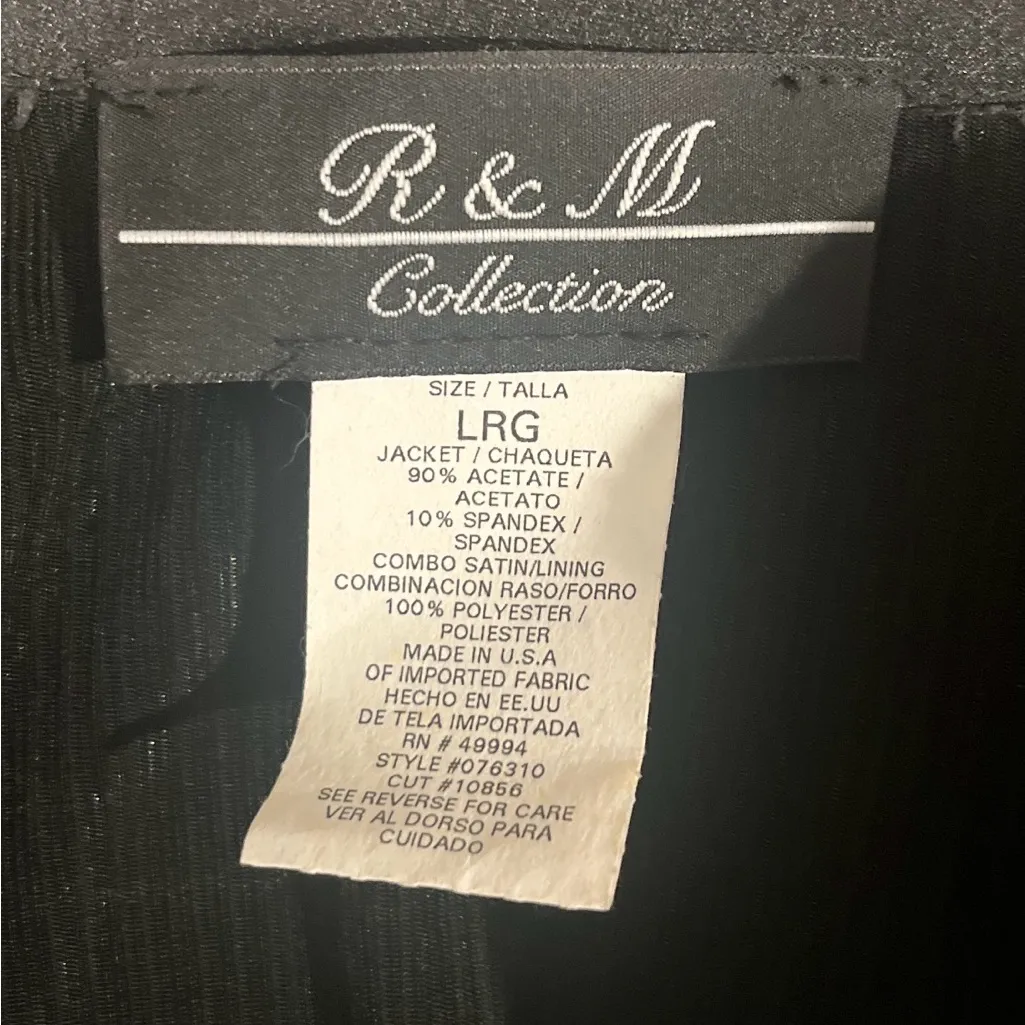 R & M
Collection
SIZE / TALLA
LRG
JACKET / CHAQUETA
90% ACETATE /
ACETATO
10% SPANDEX /
SPANDEX
COMBO SATIN/LINING
COMBINACION RASO/FORRO
100% POLYESTER /
POLIESTER
MADE IN U.S.A
OF IMPORTED FABRIC
HECHO EN EE.UU
DE TELA IMPORTADA
RN # 49994
STYLE #076310
CUT #10856
SEE REVERSE FOR CARE
VER AL DORSO PARA
CUIDADO